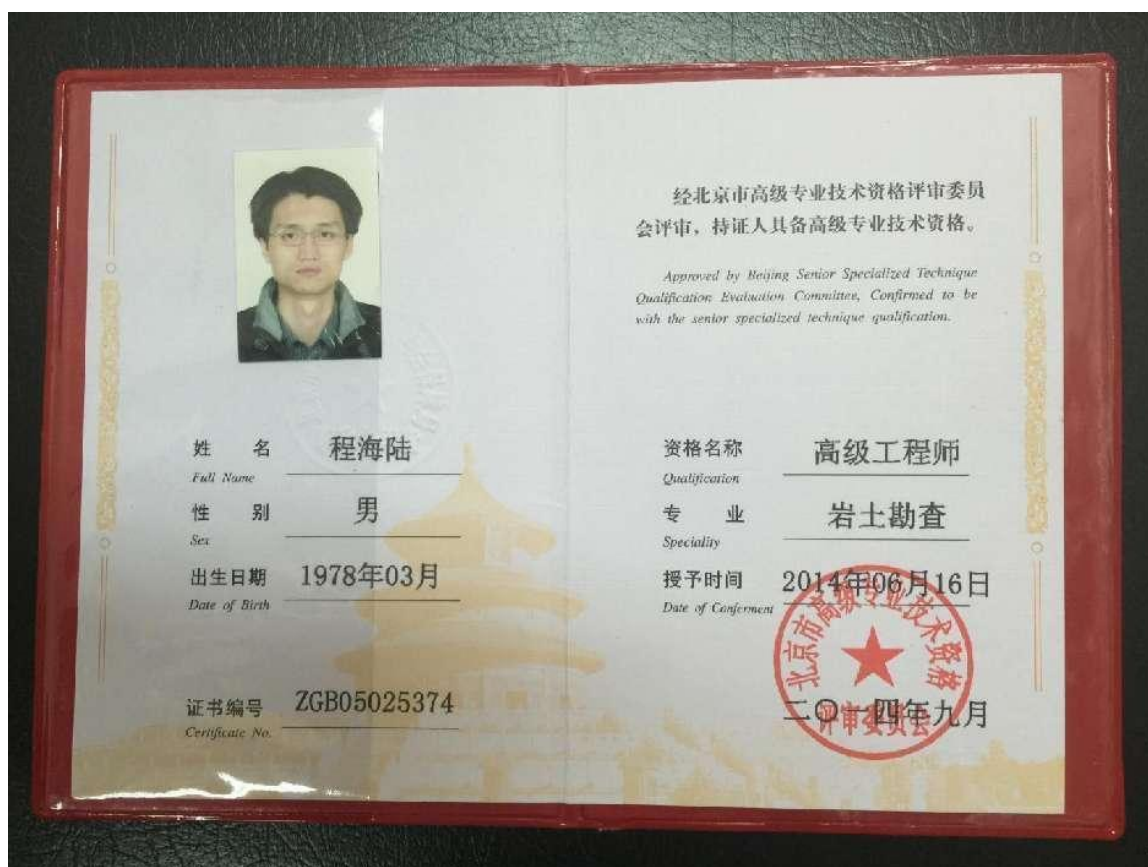 经北京市高级专业技术资格评审委员
会评审，持证人具备高级专业技术资格。
Approved by Beijing Senior Specialized Technique
Qualification Evaluation Committee, Confirmed to be
with the senior specialized technique qualification.
姓 名 程海陆
Full Name
性 别 男
Sex
出生日期 1978年03月
Date of Birth
证书编号 ZGB05025374
Certificate No.
资格名称 高级工程师
Qualification
专 业 岩土勘查
Speciality
授予时间 2014年06月16日
Date of Conferment
北京市高级专业技术资格
评审委员会
二〇一四年九月